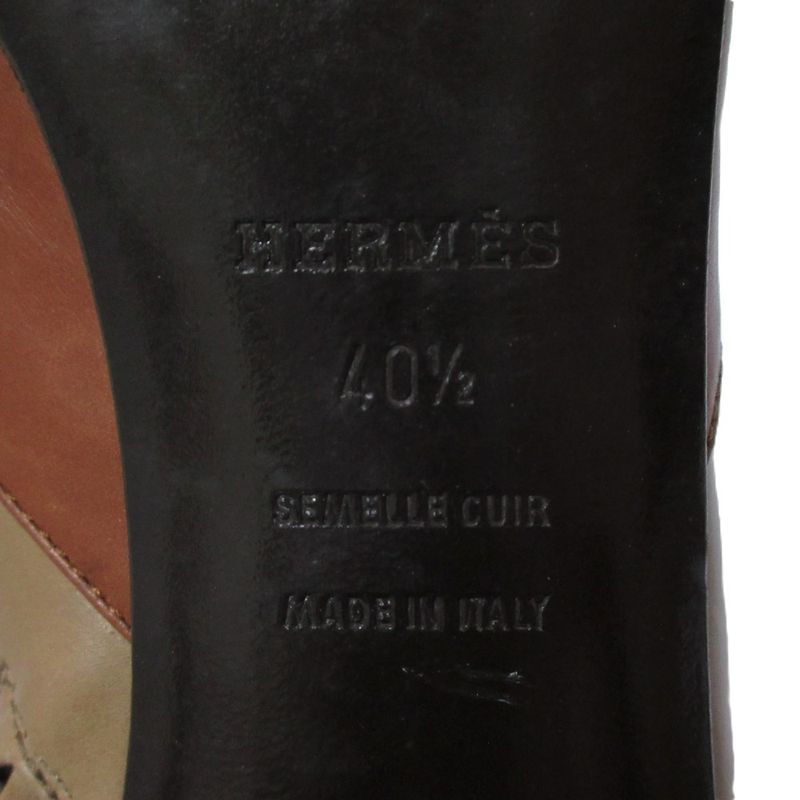 HERMÈS
40½
SEMELLE CUIR
MADE IN ITALY